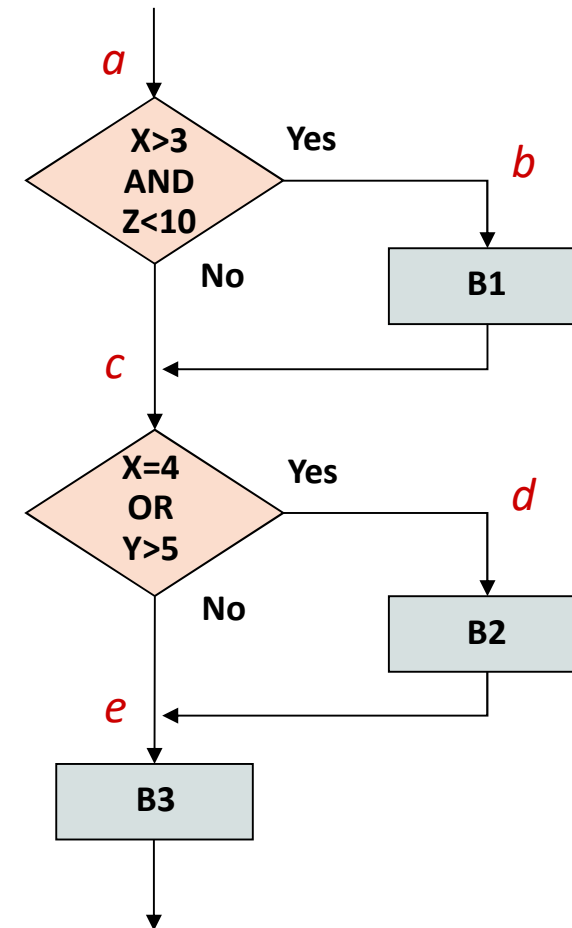 a
X>3
AND
Z<10
Yes
b
No
B1
c
X=4
OR
Y>5
Yes
d
No
B2
e
B3